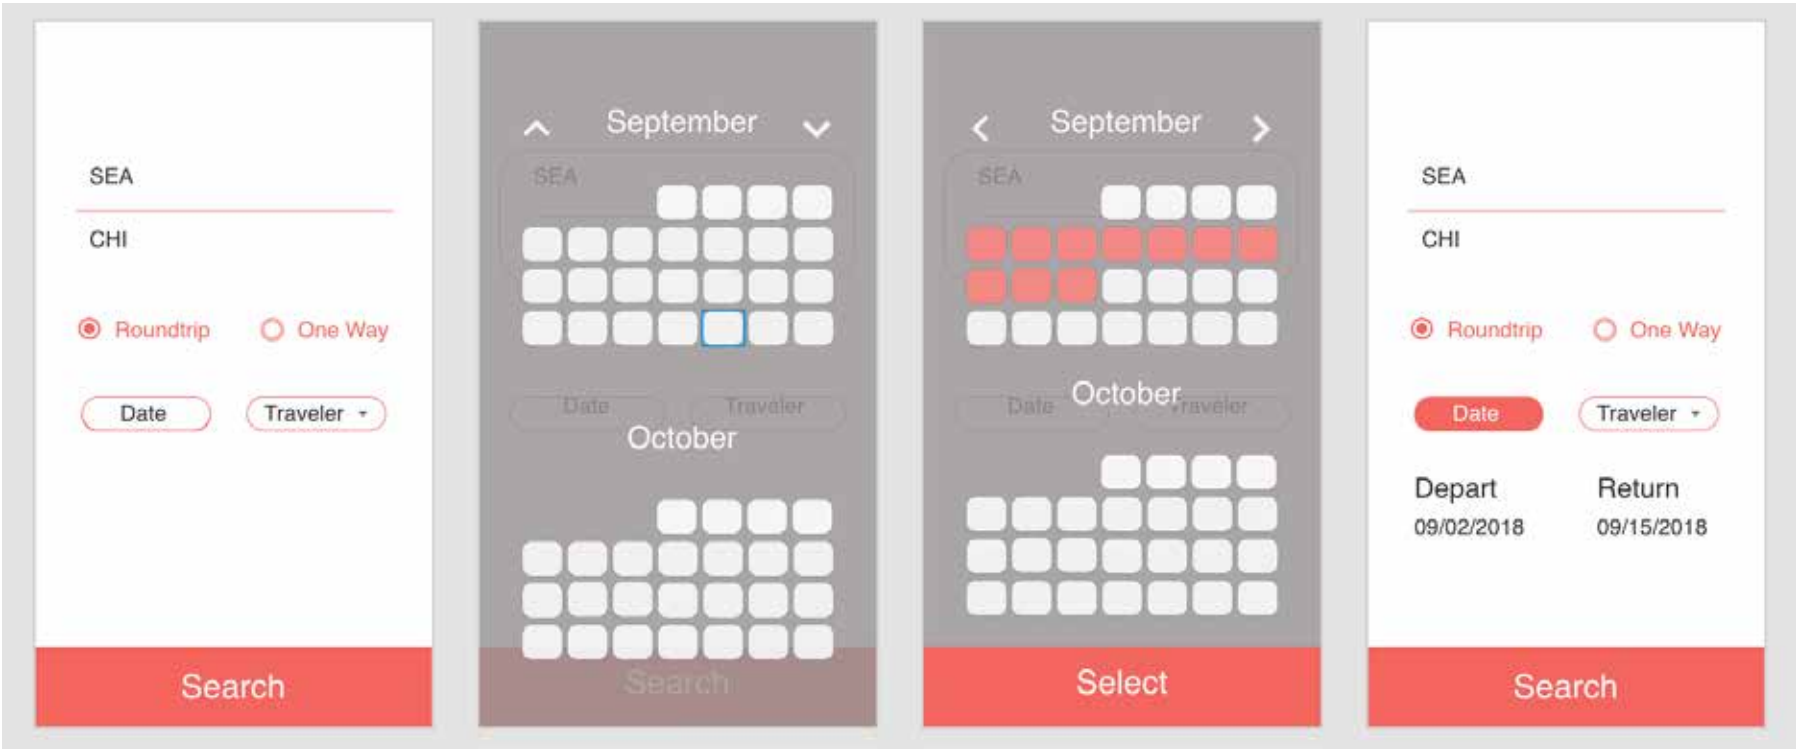 SEA
CHI
Roundtrip One Way
Date Traveler
Search
September
SEA
Date Traveler
October
Search
September
SEA
October
Date Traveler
Select
SEA
CHI
Roundtrip One Way
Date Traveler
Depart Return
09/02/2018 09/15/2018
Search